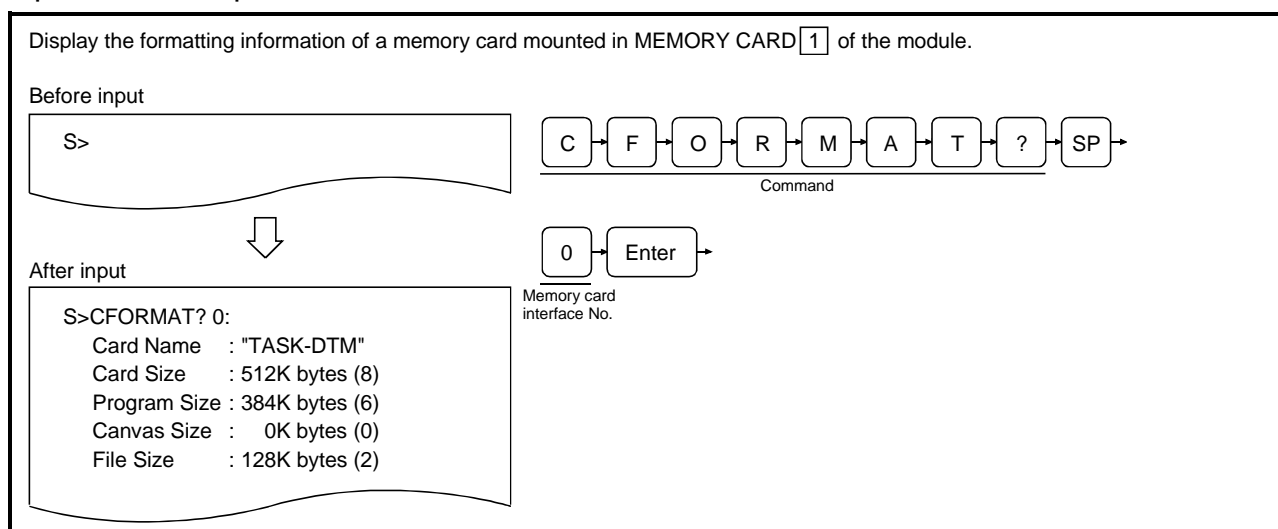 Display the formatting information of a memory card mounted in MEMORY CARD 1 of the module.
Before input
S>
C F O R M A T ? SP
Command
0 Enter
Memory card
interface No.
After input
S>CFORMAT? 0:
Card Name : "TASK-DTM"
Card Size : 512K bytes (8)
Program Size : 384K bytes (6)
Canvas Size : 0K bytes (0)
File Size : 128K bytes (2)